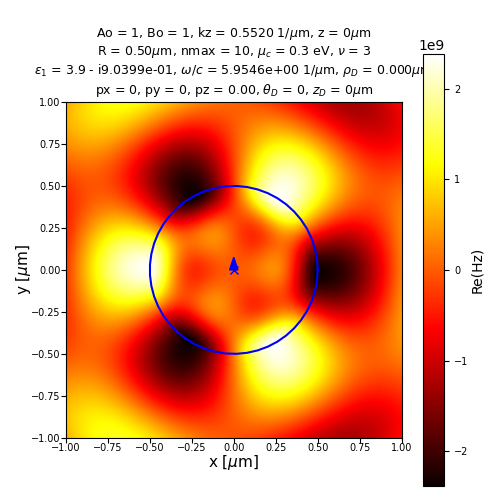 Ao = 1, Bo = 1, kz = 0.5520 1/μm, z = 0μm
R = 0.50μm, nmax = 10, μc = 0.3 eV, ν = 3
ε1 = 3.9 - i9.0399e-01, ω/c = 5.9546e+00 1/μm, ρD = 0.000μm
px = 0, py = 0, pz = 0.00, θD = 0, zD = 0μm
1e9
1.00
0.75
0.50
0.25
0.00
−0.25
−0.50
−0.75
−1.00
y [μm]
−1.00 −0.75 −0.50 −0.25 0.00 0.25 0.50 0.75 1.00
x [μm]
2
1
0
−1
−2
Re(Hz)